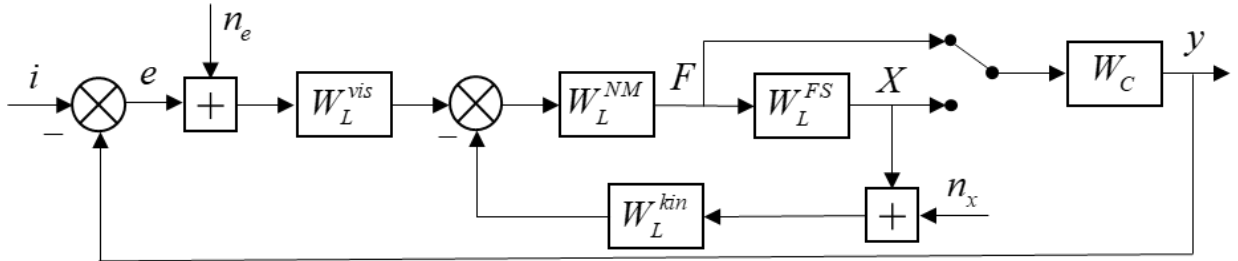 n_e
i e F X y
+ W_L^{vis} W_L^{NM} W_L^{FS} W_C
− −
W_L^{kin} + n_x